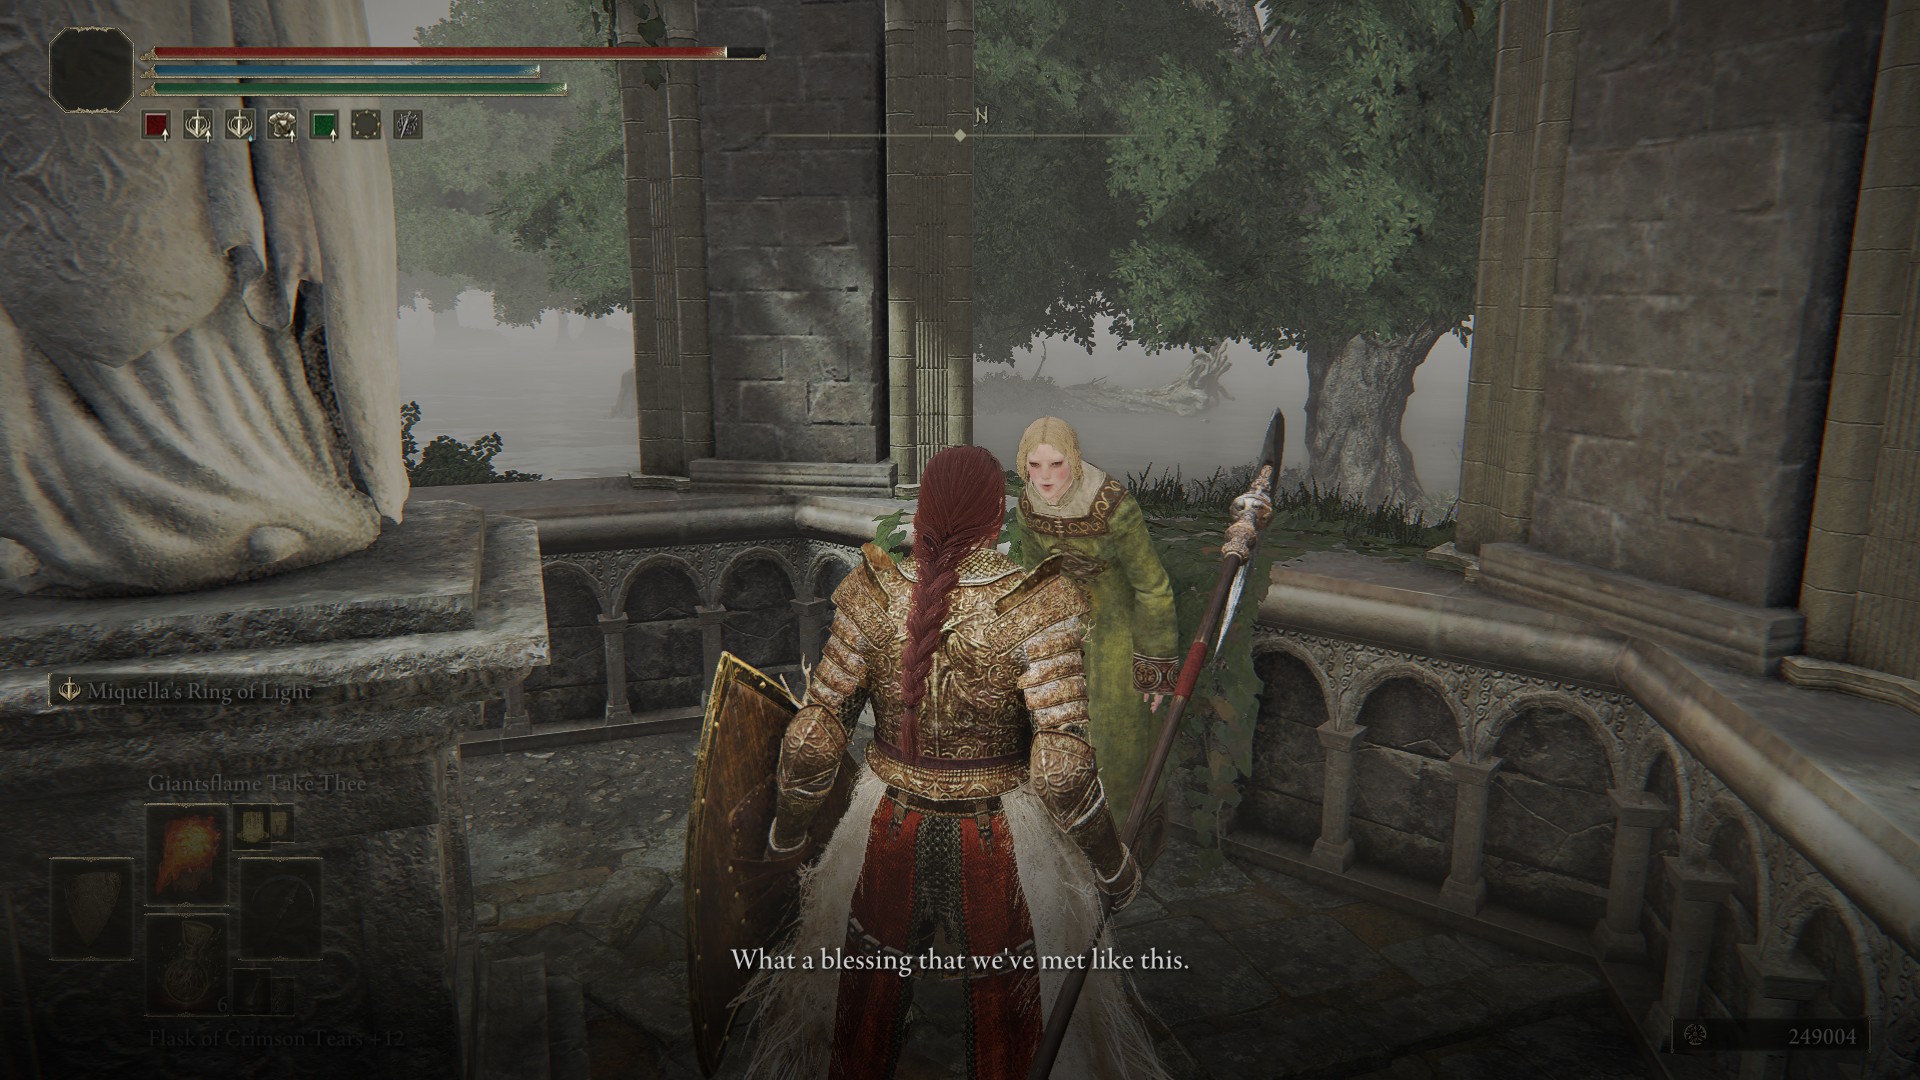 N
Miquella's Ring of Light
Giantsflame Take Thee
What a blessing that we've met like this.
6
Flask of Crimson Tears +12
249004